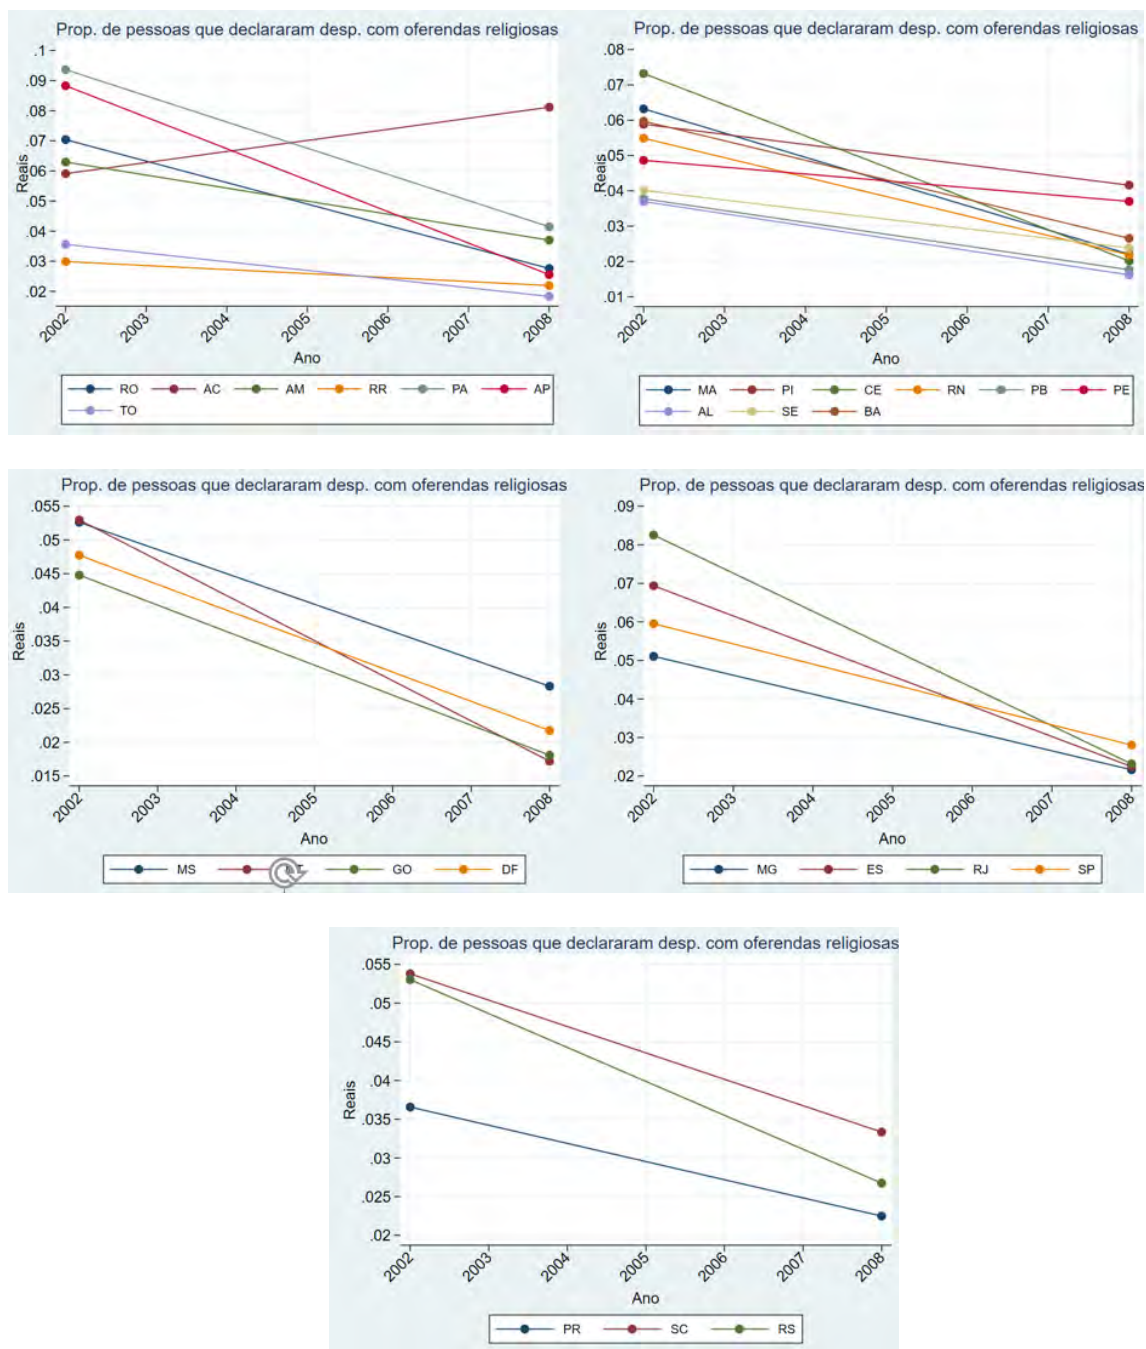 Prop. de pessoas que declararam desp. com oferendas religiosas
.1
.09
.08
.07
.06
.05
.04
.03
.02
Reais
2002 2003 2004 2005 2006 2007 2008
Ano
RO AC AM RR PA AP
TO
Prop. de pessoas que declararam desp. com oferendas religiosas
.08
.07
.06
.05
.04
.03
.02
.01
Reais
2002 2003 2004 2005 2006 2007 2008
Ano
MA PI CE RN PB PE
AL SE BA
Prop. de pessoas que declararam desp. com oferendas religiosas
.055
.05
.045
.04
.035
.03
.025
.02
.015
Reais
2002 2003 2004 2005 2006 2007 2008
Ano
MS GO DF
Prop. de pessoas que declararam desp. com oferendas religiosas
.09
.08
.07
.06
.05
.04
.03
.02
Reais
2002 2003 2004 2005 2006 2007 2008
Ano
MG ES RJ SP
Prop. de pessoas que declararam desp. com oferendas religiosas
.055
.05
.045
.04
.035
.03
.025
.02
Reais
2002 2003 2004 2005 2006 2007 2008
Ano
PR SC RS